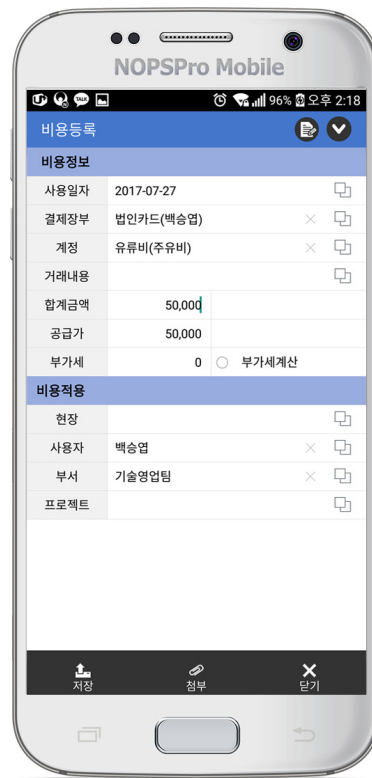 NOPSPro Mobile
TALK 96% 오후 2:18
비용등록
비용정보
사용일자 2017-07-27
결제장부 법인카드(백승엽)
계정 유류비(주유비)
거래내용
합계금액 50,000
공급가 50,000
부가세 0 부가세계산
비용적용
현장
사용자 백승엽
부서 기술영업팀
프로젝트
저장 첨부 닫기